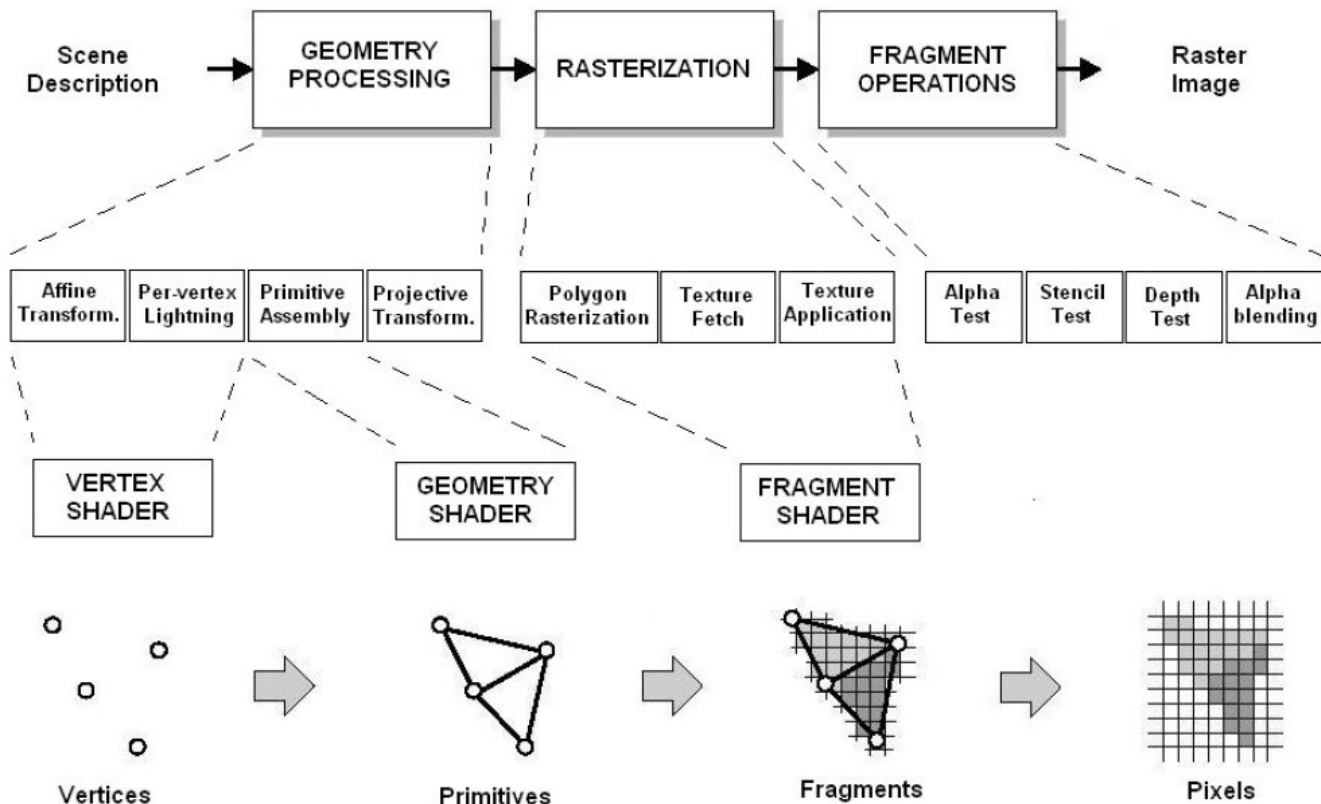 Scene
Description
GEOMETRY
PROCESSING
RASTERIZATION
FRAGMENT
OPERATIONS
Raster
Image
Affine
Transform.
Per-vertex
Lightning
Primitive
Assembly
Projective
Transform.
Polygon
Rasterization
Texture
Fetch
Texture
Application
Alpha
Test
Stencil
Test
Depth
Test
Alpha
blending
VERTEX
SHADER
GEOMETRY
SHADER
FRAGMENT
SHADER
Vertices
Primitives
Fragments
Pixels